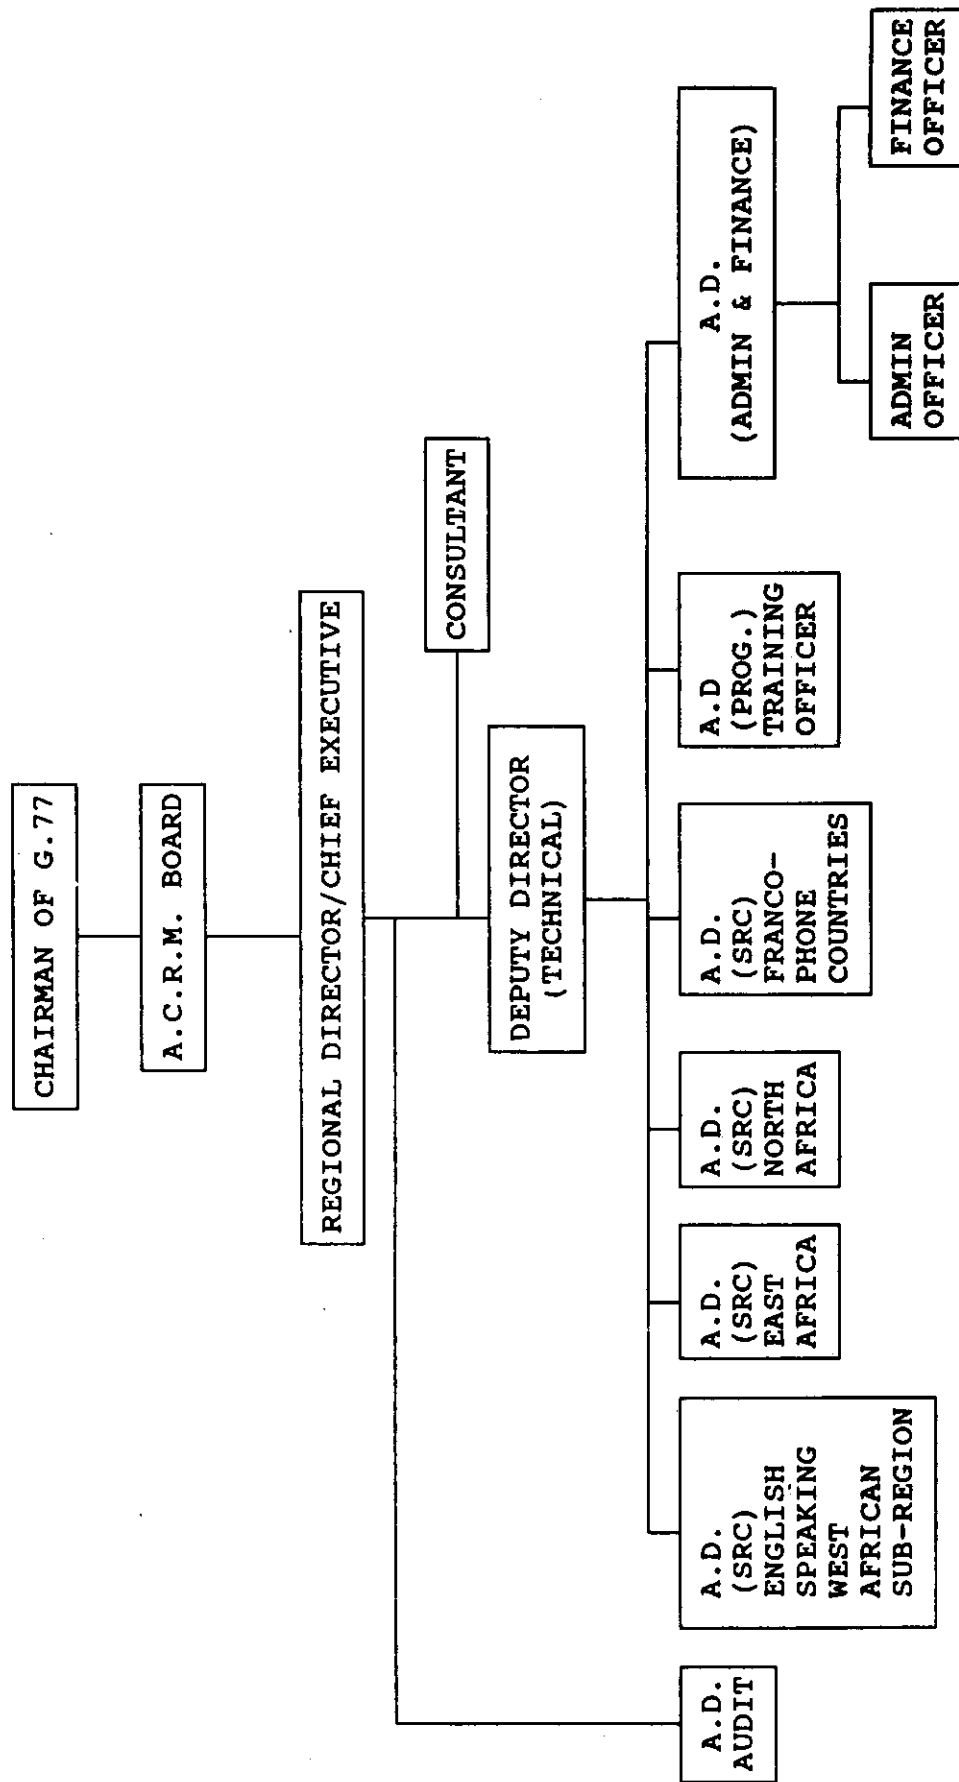 CHAIRMAN OF G.77
A.C.R.M. BOARD
REGIONAL DIRECTOR/CHIEF EXECUTIVE
CONSULTANT
DEPUTY DIRECTOR
(TECHNICAL)
A.D.
AUDIT
A.D.
(SRC)
ENGLISH
SPEAKING
WEST
AFRICAN
SUB-REGION
A.D.
(SRC)
EAST
AFRICA
A.D.
(SRC)
NORTH
AFRICA
A.D.
(SRC)
FRANCO-
PHONE
COUNTRIES
A.D
(PROG.)
TRAINING
OFFICER
A.D.
(ADMIN & FINANCE)
ADMIN
OFFICER
FINANCE
OFFICER